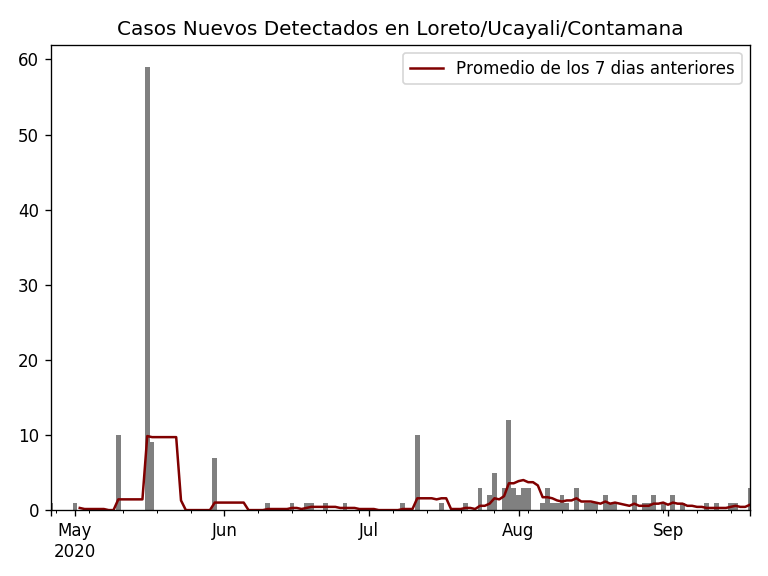 Casos Nuevos Detectados en Loreto/Ucayali/Contamana
Promedio de los 7 dias anteriores
60
50
40
30
20
10
0
May Jun Jul Aug Sep
2020